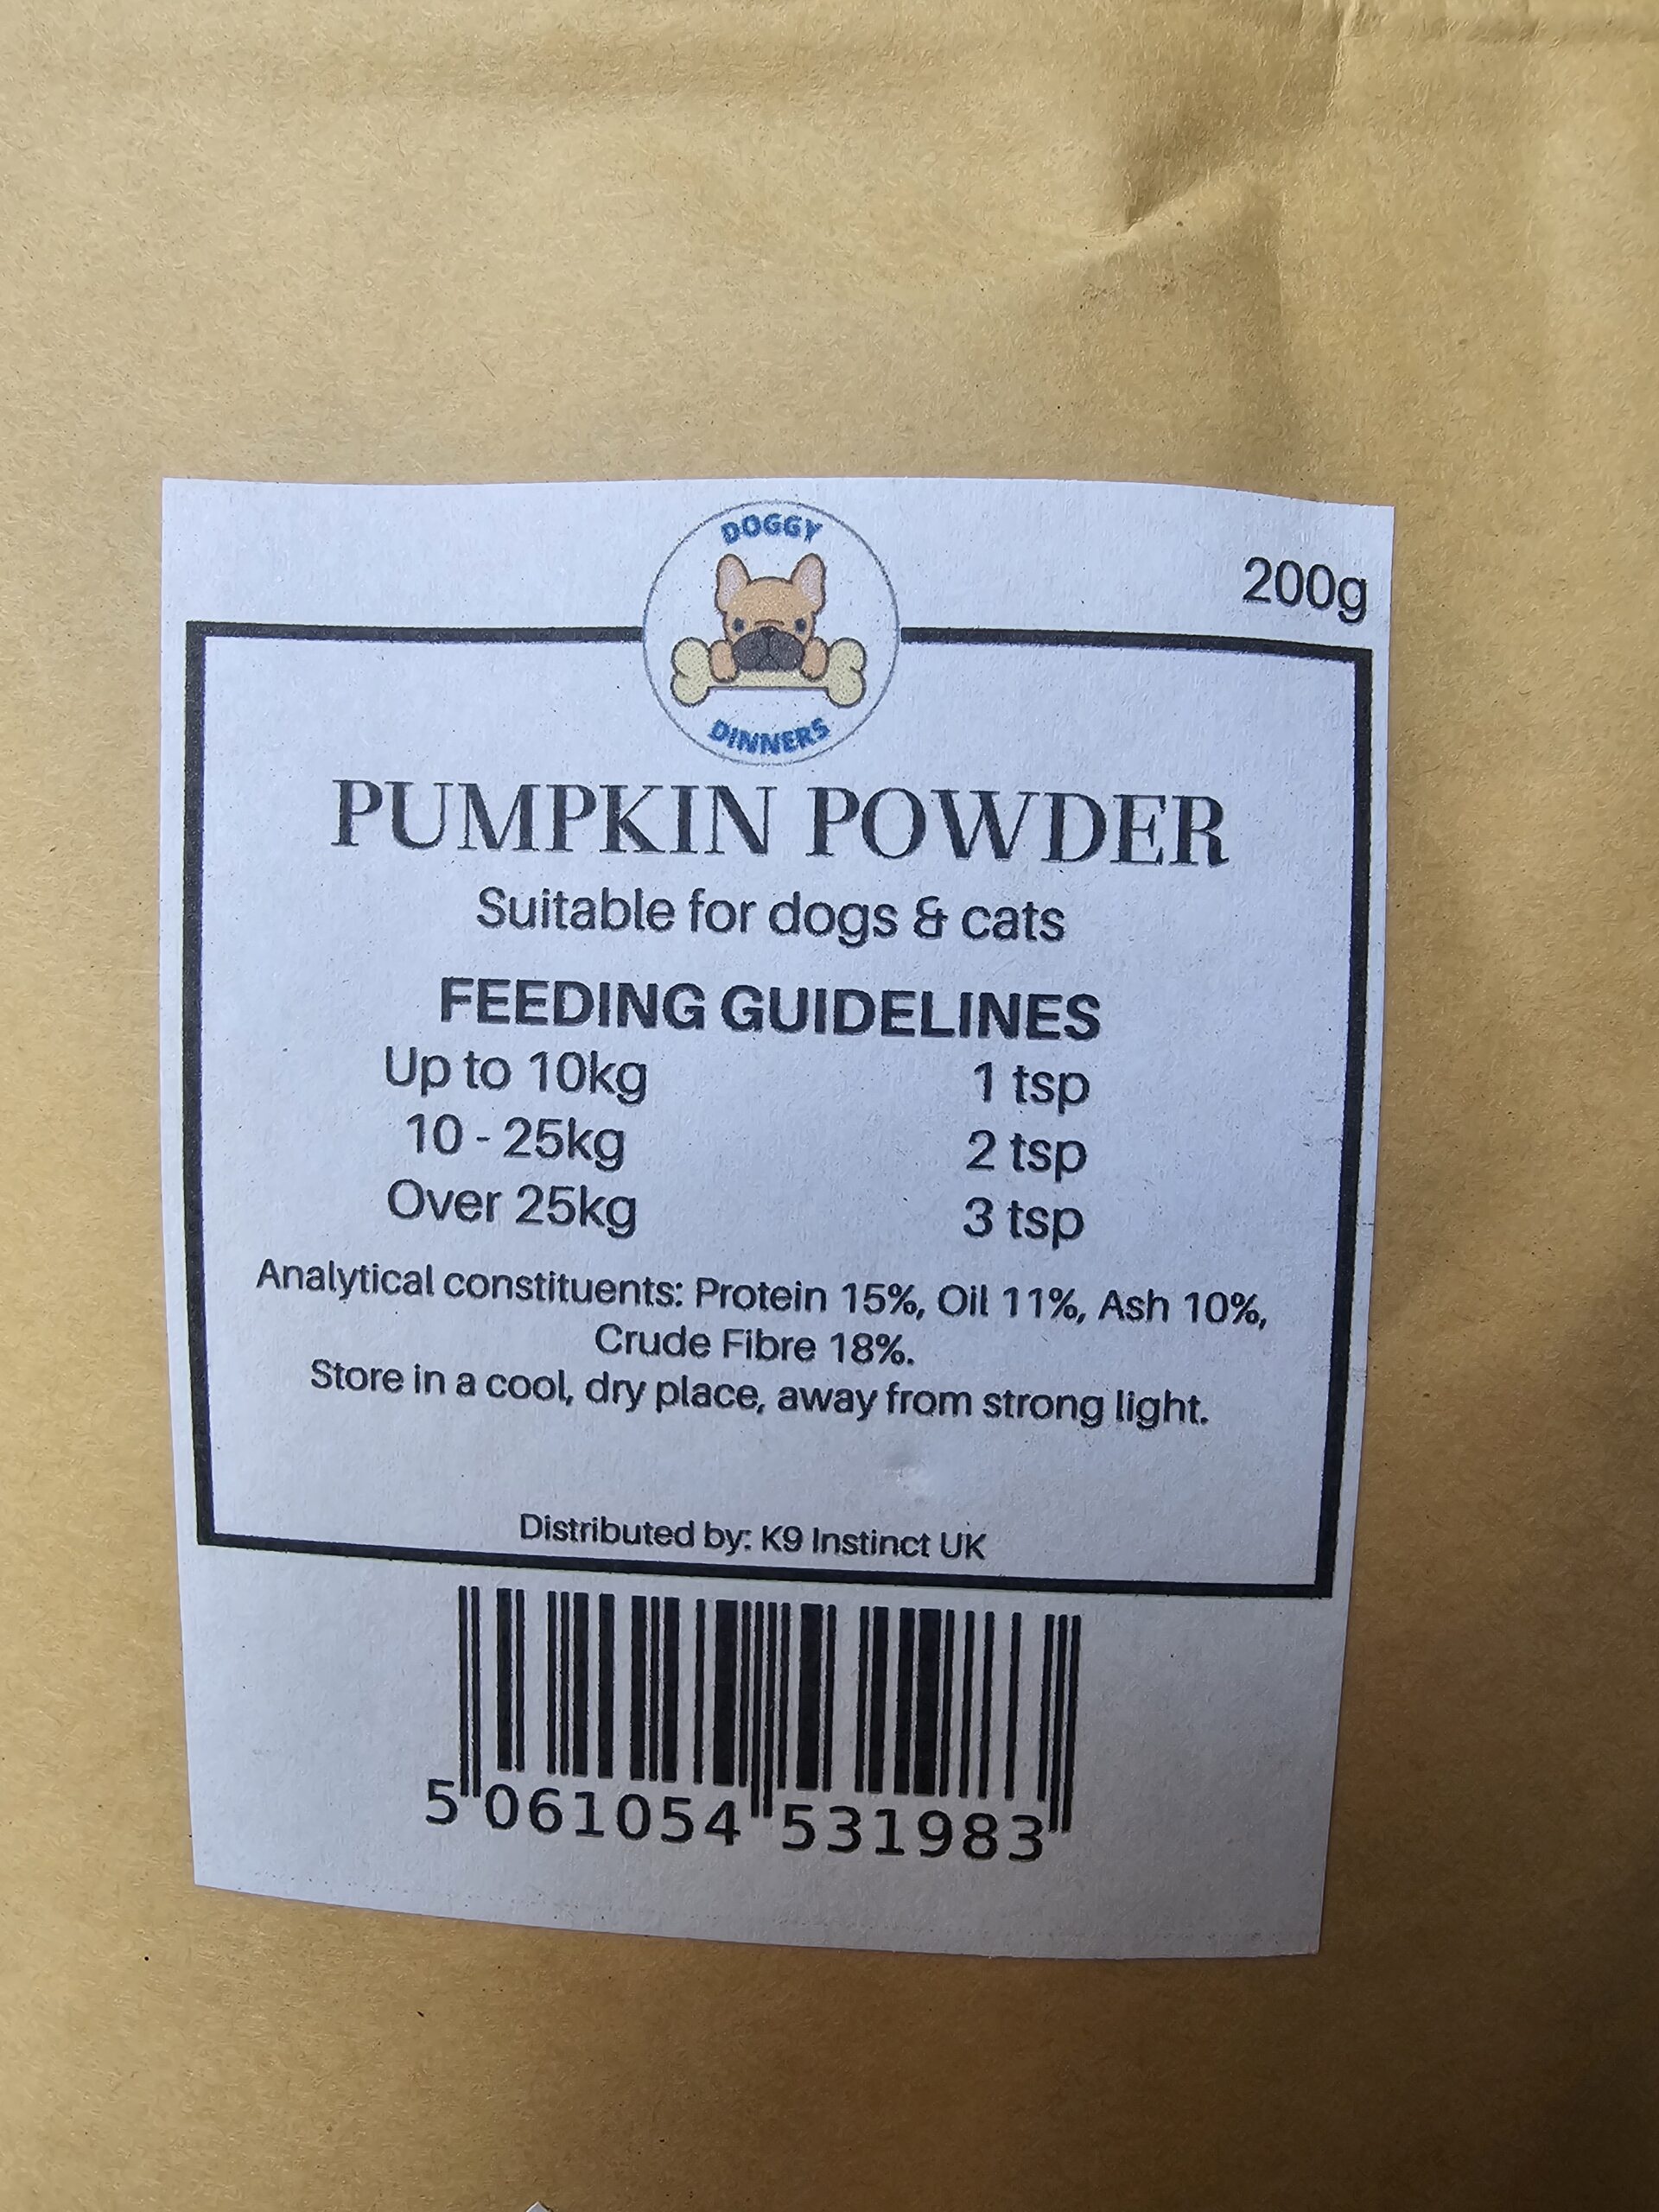 DOGGY
DINNERS
200g
PUMPKIN POWDER
Suitable for dogs & cats
FEEDING GUIDELINES
Up to 10kg 1 tsp
10 - 25kg 2 tsp
Over 25kg 3 tsp
Analytical constituents: Protein 15%, Oil 11%, Ash 10%,
Crude Fibre 18%.
Store in a cool, dry place, away from strong light.
Distributed by: K9 Instinct UK
5 061054 531983